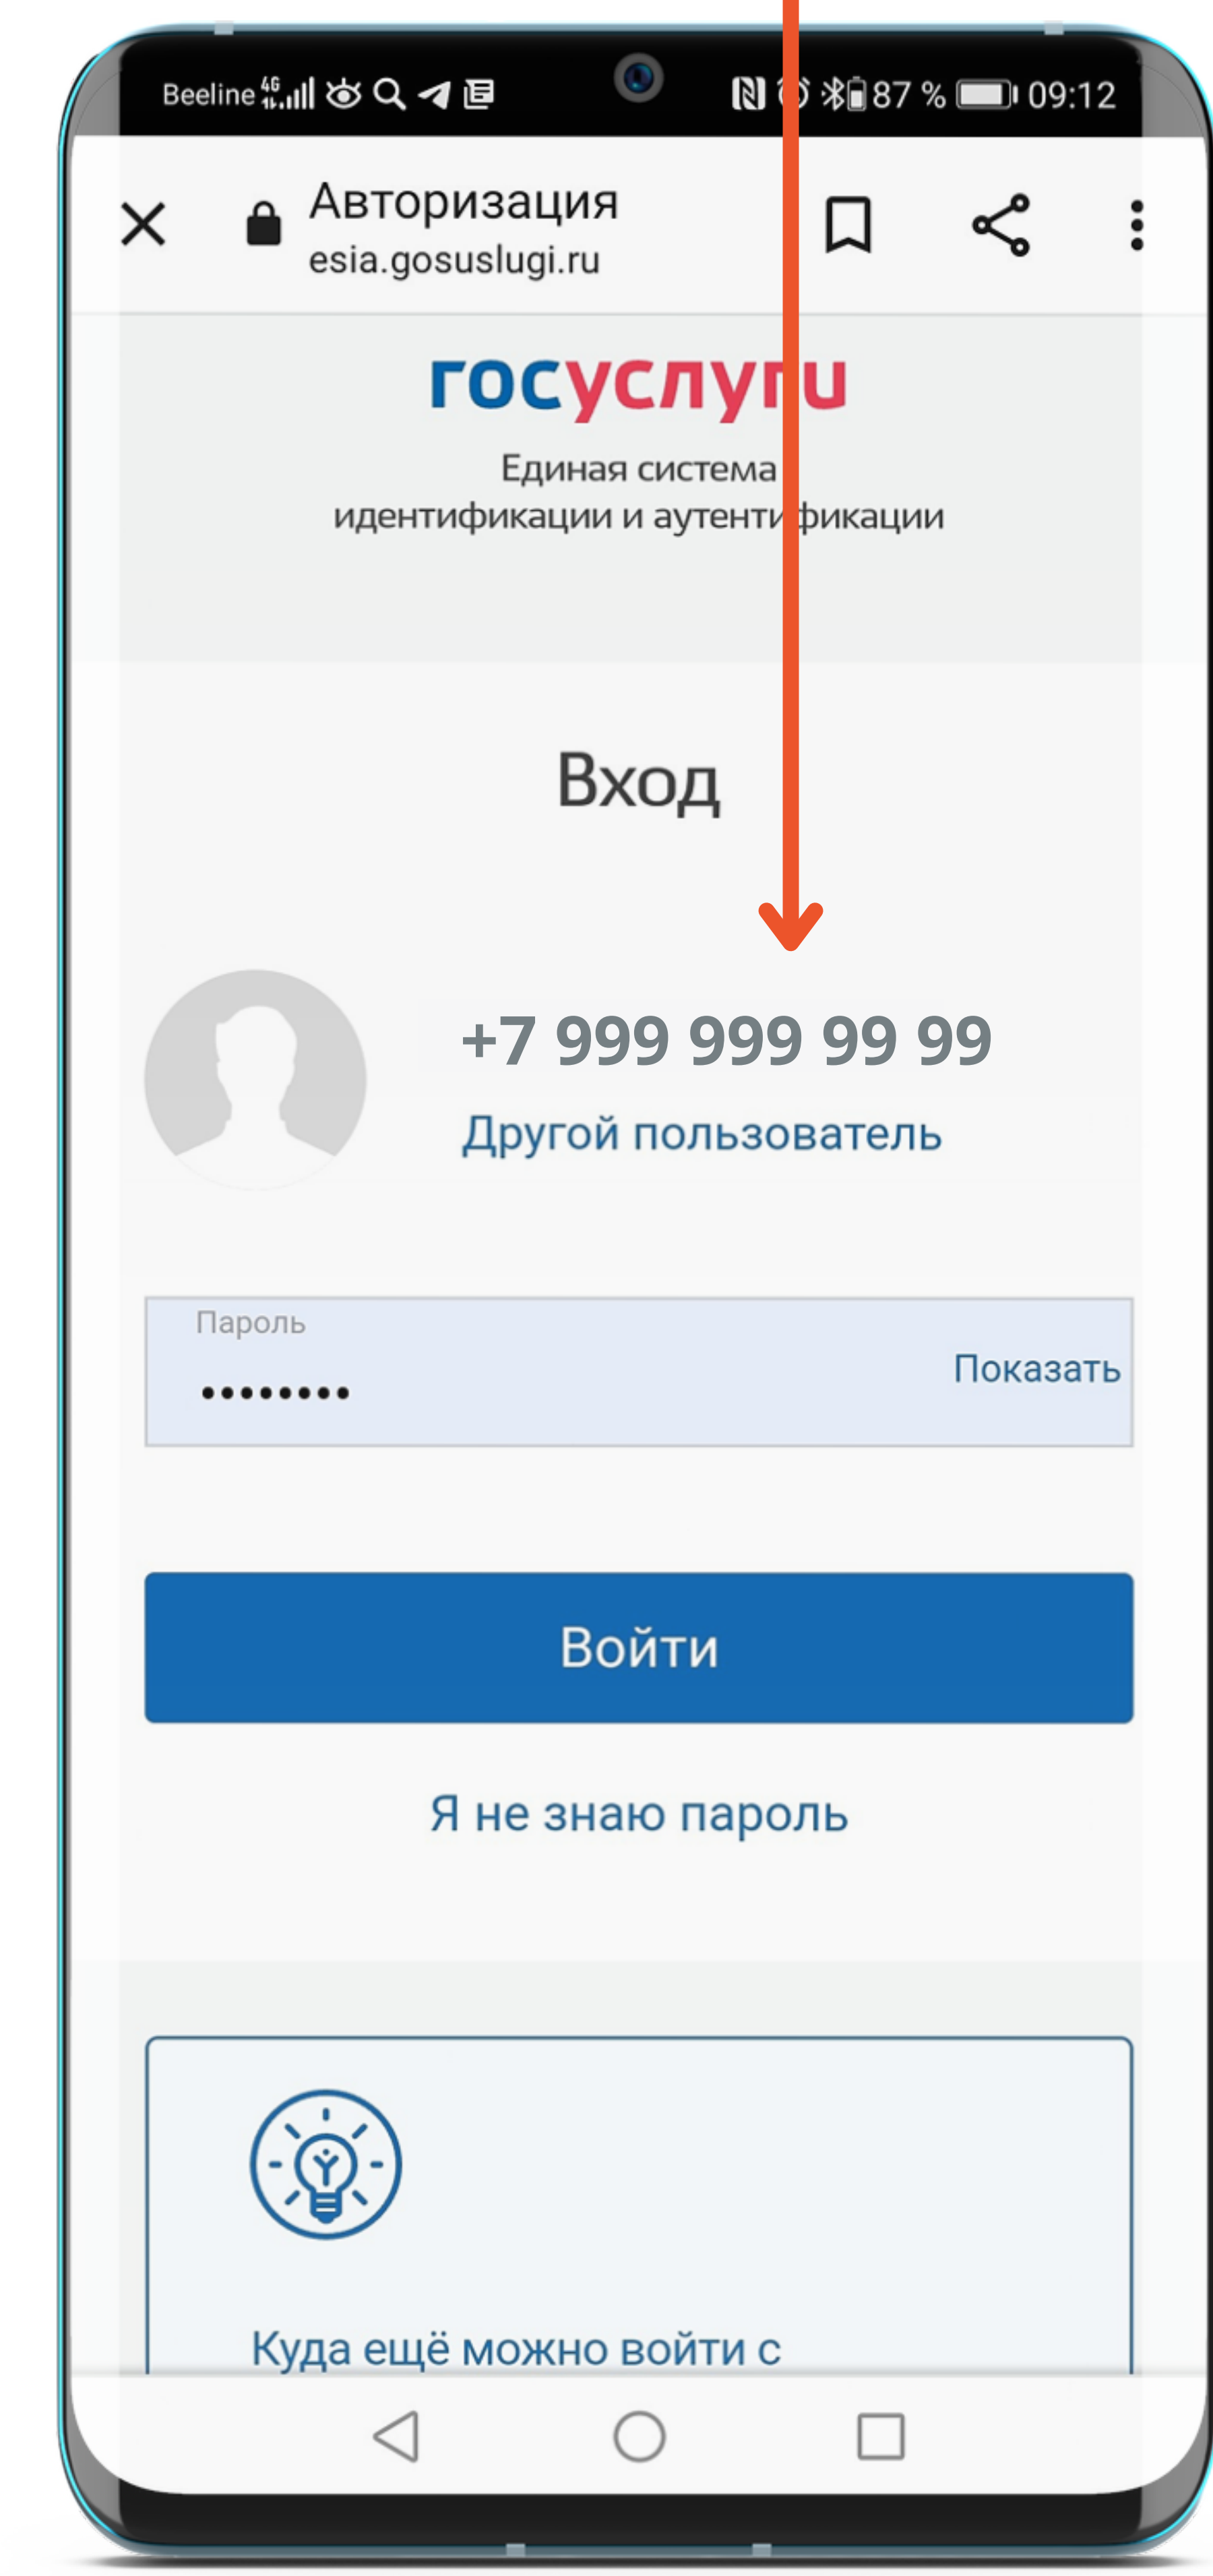 Beeline 4G 87 % 09:12
Авторизация
esia.gosuslugi.ru
госуслуги
Единая система
идентификации и аутентификации
Вход
+7 999 999 99 99
Другой пользователь
Пароль
Показать
Войти
Я не знаю пароль
Куда ещё можно войти с